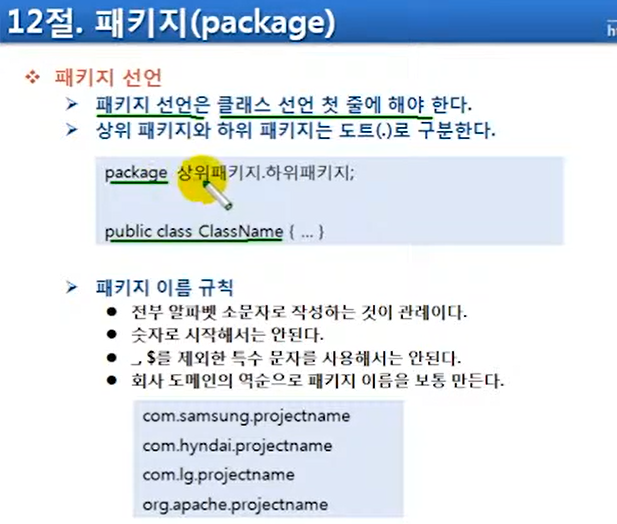 12절. 패키지(package)
패키지 선언
패키지 선언은 클래스 선언 첫 줄에 해야 한다.
상위 패키지와 하위 패키지는 도트(.)로 구분한다.
package 상위패키지.하위패키지;
public class ClassName { ... }
패키지 이름 규칙
전부 알파벳 소문자로 작성하는 것이 관례이다.
숫자로 시작해서는 안된다.
_, $를 제외한 특수 문자를 사용해서는 안된다.
회사 도메인의 역순으로 패키지 이름을 보통 만든다.
com.samsung.projectname
com.hyndai.projectname
com.lg.projectname
org.apache.projectname